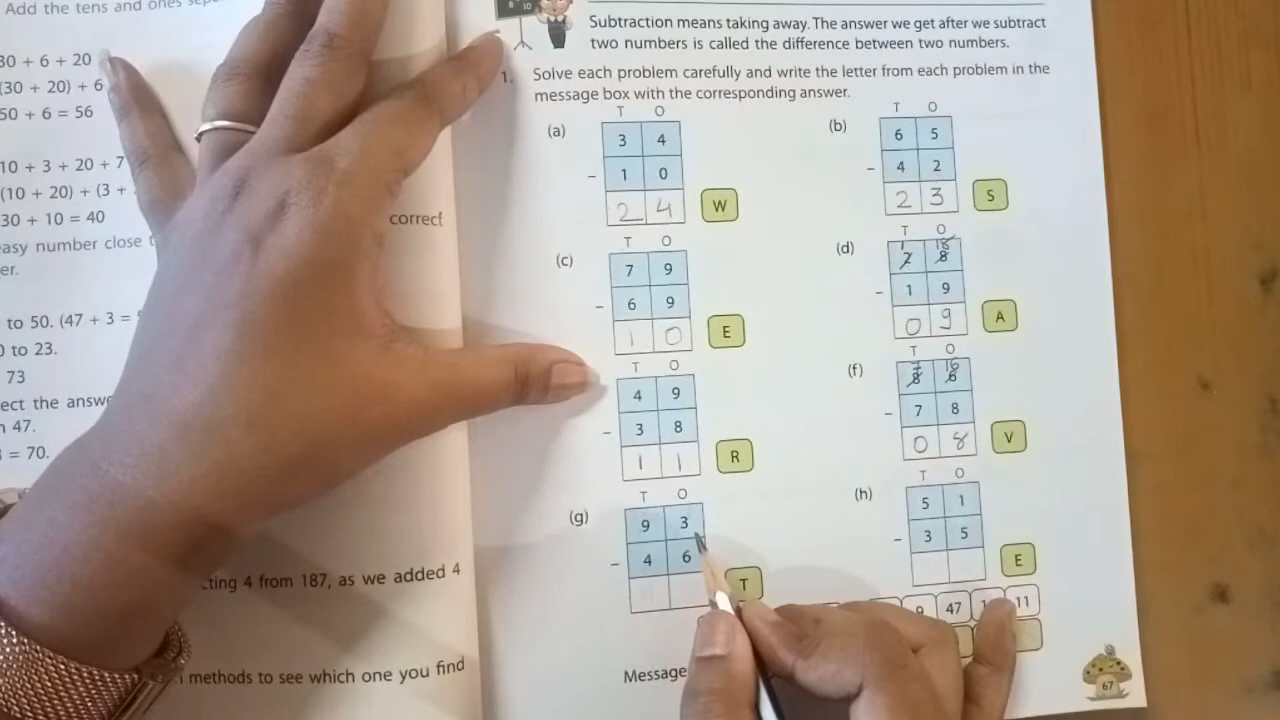 Add the tens and ones
30 + 6 + 20
(30 + 20) + 6
50 + 6 = 56
10 + 3 + 20 + 7
(10 + 20) + (3 +
30 + 10 = 40
correct
easy number close
er.
to 50. (47 + 3 =
to 23.
73
ect the answ
47.
= 70.
cting 4 from 187, as we added 4
methods to see which one you find
8 10
Subtraction means taking away. The answer we get after we subtract
two numbers is called the difference between two numbers.
1. Solve each problem carefully and write the letter from each problem in the
message box with the corresponding answer.
(a)
T O
3 4
- 1 0
2 4
W
(b)
T O
6 5
- 4 2
2 3
S
(c)
T O
7 9
- 6 9
1 0
E
(d)
T O
1 18
2 8
- 1 9
0 9
A
T O
4 9
- 3 8
1 1
R
(f)
T O
7 16
8 6
- 7 8
0 8
V
(g)
T O
9 3
- 4 6
T
(h)
T O
5 1
- 3 5
E
9 47 11
Message
67